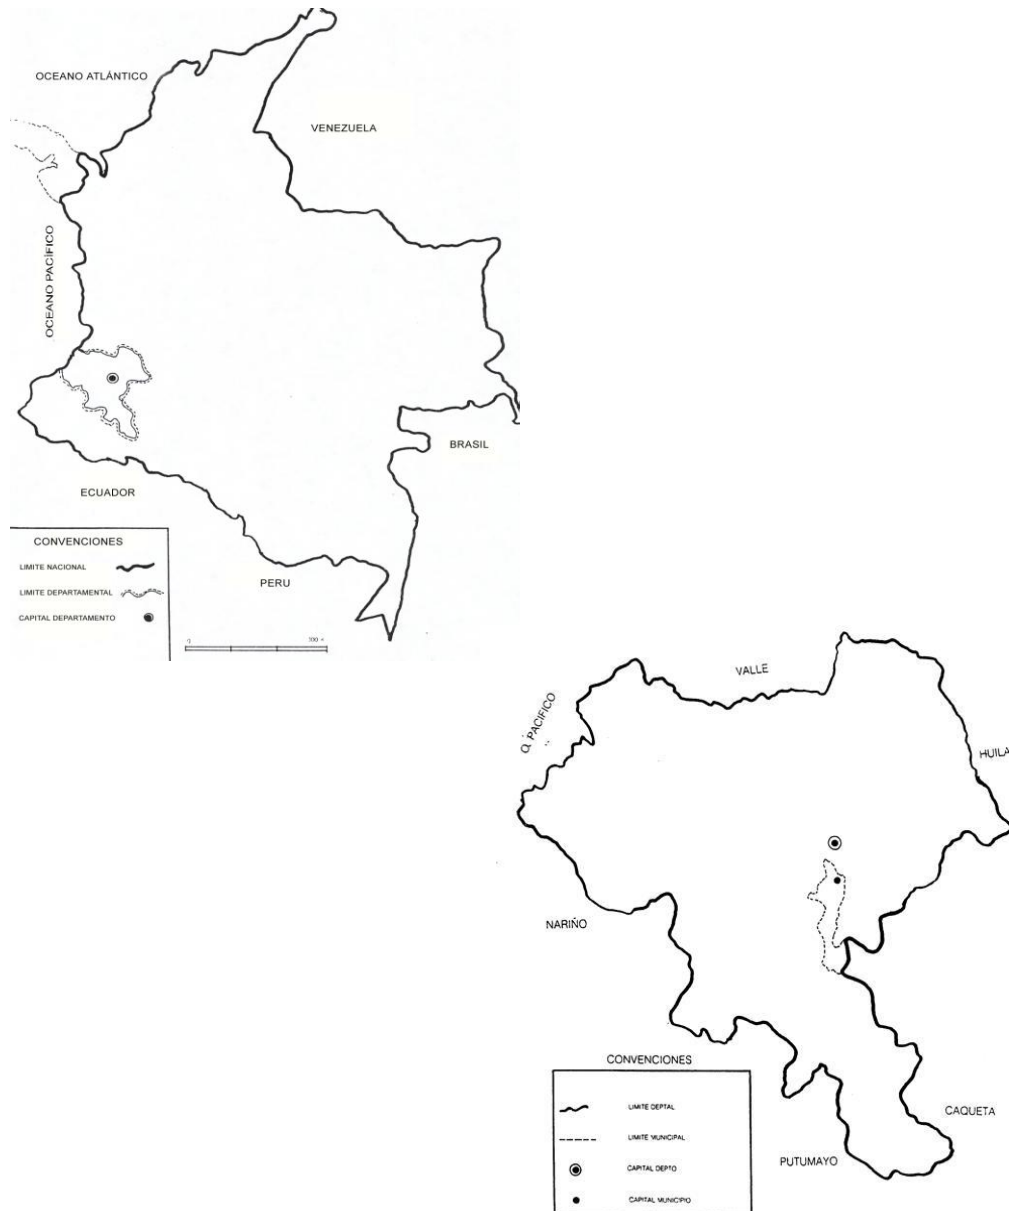 OCEANO ATLÁNTICO
VENEZUELA
OCEANO PACÍFICO
BRASIL
ECUADOR
PERU
CONVENCIONES
LIMITE NACIONAL
LIMITE DEPARTAMENTAL
CAPITAL DEPARTAMENTO
0
VALLE
O. PACIFICO
HUILA
NARIÑO
CAQUETA
PUTUMAYO
CONVENCIONES
LIMITE DEPTAL
LIMITE MUNICIPAL
CAPITAL DEPTO
CAPITAL MUNICIPIO